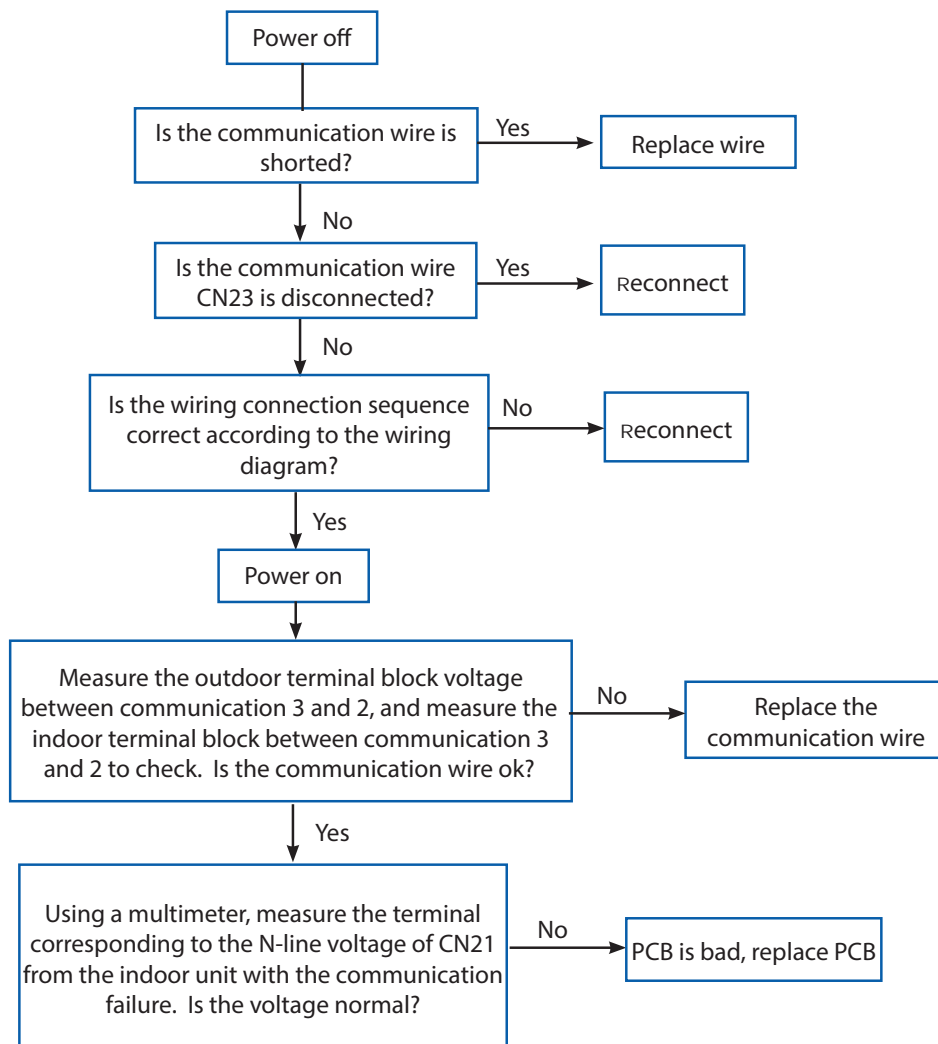 Power off
Is the communication wire is
shorted?
Yes
Replace wire
No
Is the communication wire
CN23 is disconnected?
Yes
Reconnect
No
Is the wiring connection sequence
correct according to the wiring
diagram?
No
Reconnect
Yes
Power on
Measure the outdoor terminal block voltage
between communication 3 and 2, and measure the
indoor terminal block between communication 3
and 2 to check.  Is the communication wire ok?
No
Replace the
communication wire
Yes
Using a multimeter, measure the terminal
corresponding to the N-line voltage of CN21
from the indoor unit with the communication
failure.  Is the voltage normal?
No
PCB is bad, replace PCB